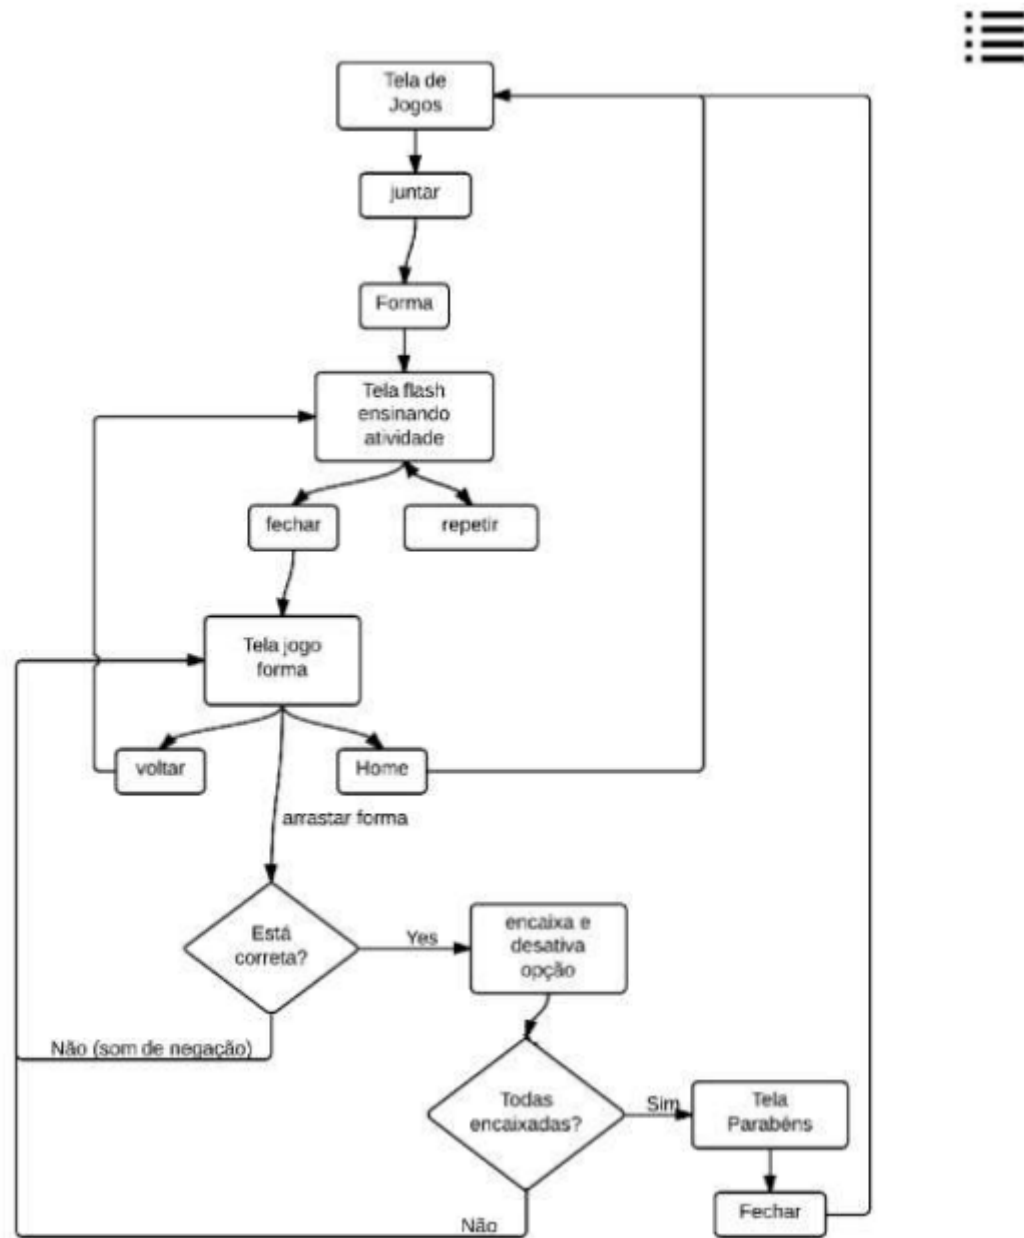 Tela de
Jogos
juntar
Forma
Tela flash
ensinando
atividade
fechar
repetir
Tela jogo
forma
voltar
Home
arrastar forma
Está
correta?
Yes
encaixa e
desativa
opção
Não (som de negação)
Todas
encaixadas?
Sim
Tela
Parabéns
Fechar
Não